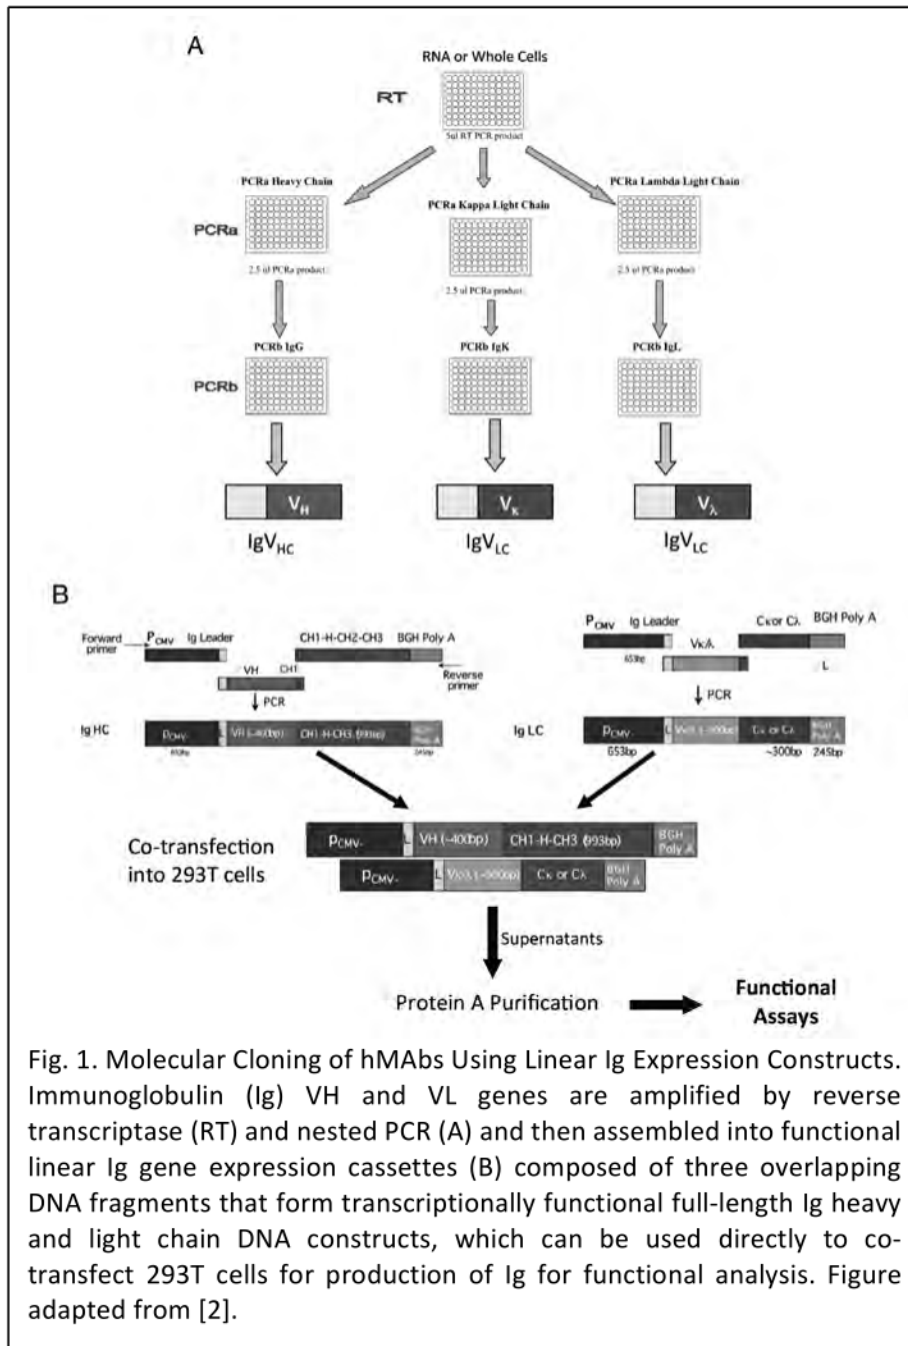 A
RNA or Whole Cells
RT
5ul RT PCR product
PCRa Heavy Chain
PCRa Kappa Light Chain
PCRa Lambda Light Chain
PCRa
2.5 ul PCRa product
2.5 ul PCRa product
2.5 ul PCRa product
PCRb IgG
PCRb IgK
PCRb IgL
PCRb
VH
Vκ
Vλ
IgVHC
IgVLC
IgVLC
B
Forward primer
PCMV
Ig Leader
CH1-H-CH2-CH3
BGH Poly A
VH
CH1
Reverse primer
PCR
Ig HC
PCMV-
L
VH (~400bp)
CH1-H-CH3 (993bp)
BGH Poly A
245bp
PCMV
Ig Leader
Cκ or Cλ
BGH Poly A
Vκ/λ
653bp
L
PCR
Ig LC
PCMV-
L
Cκ or Cλ
BGH Poly A
653bp
~300bp
245bp
Co-transfection
into 293T cells
PCMV-
L
VH (~400bp)
CH1-H-CH3 (993bp)
BGH
Poly A
PCMV-
L
Cκ or Cλ
BGH
Poly A
Supernatants
Protein A Purification
Functional
Assays
Fig. 1. Molecular Cloning of hMAbs Using Linear Ig Expression Constructs.
Immunoglobulin (Ig) VH and VL genes are amplified by reverse
transcriptase (RT) and nested PCR (A) and then assembled into functional
linear Ig gene expression cassettes (B) composed of three overlapping
DNA fragments that form transcriptionally functional full-length Ig heavy
and light chain DNA constructs, which can be used directly to co-
transfect 293T cells for production of Ig for functional analysis. Figure
adapted from [2].